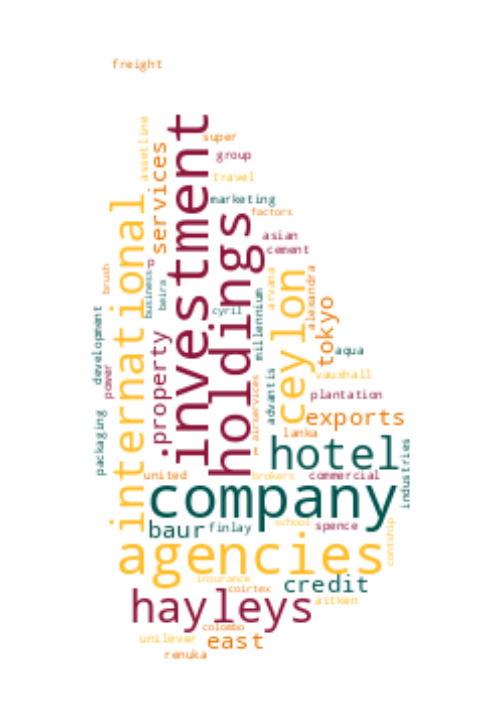 freight
assetline
super
services
group
travel
investment
marketing
factors
international
holdings
asian
cement
p
brush
business
beira
arvana
alexandra
ceylon
tokyo
millennium
cyril
development
property
aqua
power
airservices
advantis
vauxhall
plantation
exports
packaging
lanka
hotel
industries
united
brokers
commercial
company
baur
finlay
school
spence
contship
agencies
insurance
credit
coirtex
hayleys
aitken
colombo
unilever
east
renuka